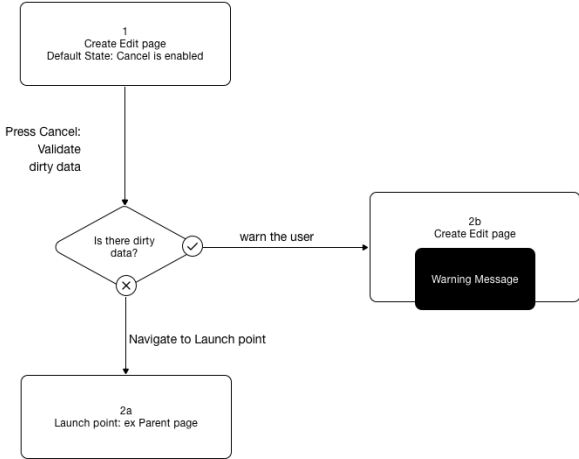 1
Create Edit page
Default State: Cancel is enabled
Press Cancel:
Validate
dirty data
Is there dirty
data?
warn the user
2b
Create Edit page
Warning Message
Navigate to Launch point
2a
Launch point: ex Parent page